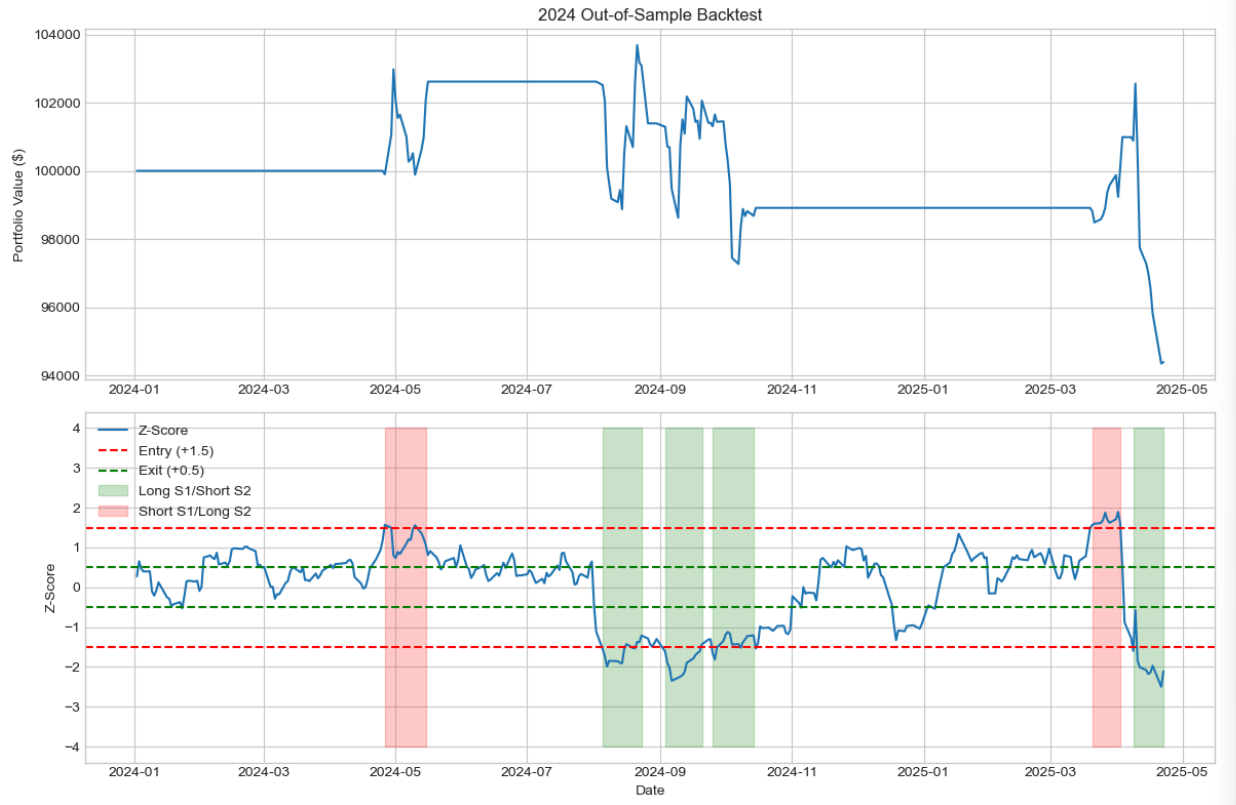 2024 Out-of-Sample Backtest
104000
102000
100000
98000
96000
94000
Portfolio Value ($)
2024-01 2024-03 2024-05 2024-07 2024-09 2024-11 2025-01 2025-03 2025-05
4
3
2
1
0
−1
−2
−3
−4
Z-Score
Z-Score
Entry (+1.5)
Exit (+0.5)
Long S1/Short S2
Short S1/Long S2
2024-01 2024-03 2024-05 2024-07 2024-09 2024-11 2025-01 2025-03 2025-05
Date